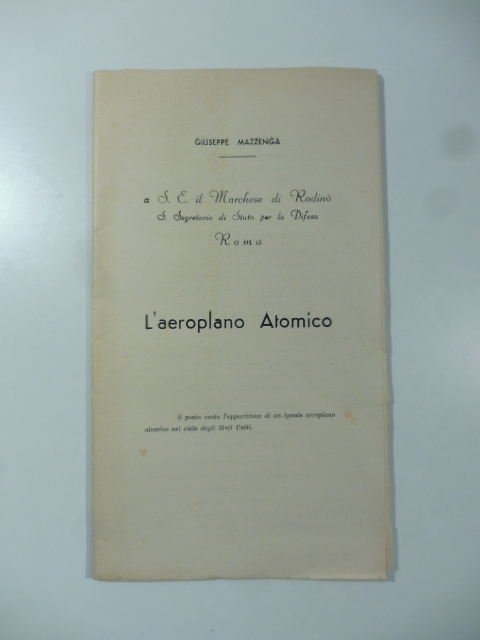 GIUSEPPE MAZZENGA
a S. E. il Marchese di Rodinò
S. Segretario di Stato per la Difesa
Roma
L'aeroplano Atomico
il poeta canta l'apparizione di un ignoto aeroplano
atomico nel cielo degli Stati Uniti.